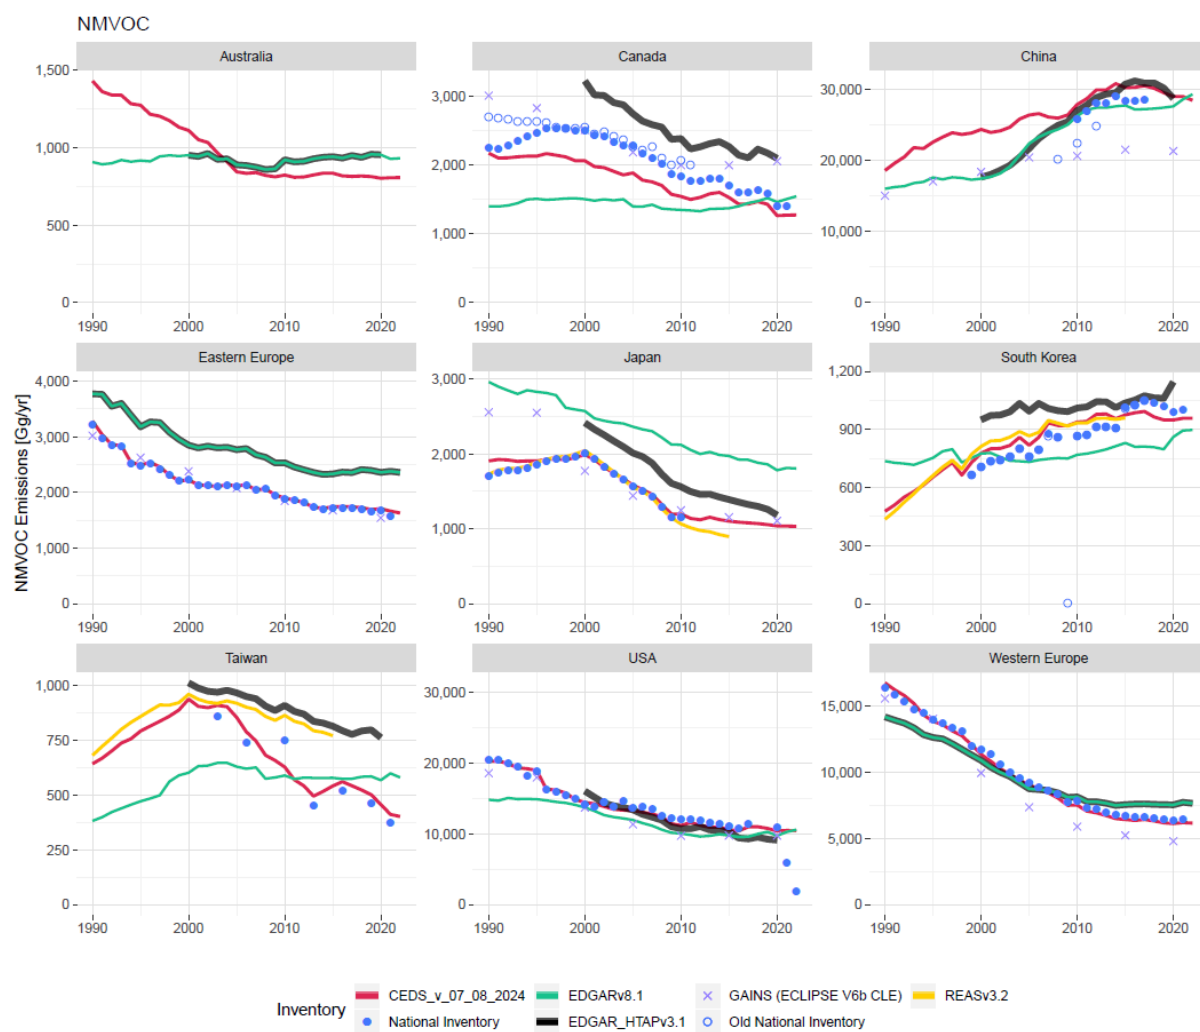 NMVOC
Australia
Canada
China
1,500
1,000
500
0
3,000
2,000
1,000
0
30,000
20,000
10,000
0
1990 2000 2010 2020
1990 2000 2010 2020
1990 2000 2010 2020
Eastern Europe
Japan
South Korea
NMVOC Emissions [Gg/yr]
4,000
3,000
2,000
1,000
0
3,000
2,000
1,000
0
1,200
900
600
300
0
1990 2000 2010 2020
1990 2000 2010 2020
1990 2000 2010 2020
Taiwan
USA
Western Europe
1,000
750
500
250
0
30,000
20,000
10,000
0
15,000
10,000
5,000
0
1990 2000 2010 2020
1990 2000 2010 2020
1990 2000 2010 2020
Inventory
CEDS_v_07_08_2024
EDGARv8.1
GAINS (ECLIPSE V6b CLE)
REASv3.2
National Inventory
EDGAR_HTAPv3.1
Old National Inventory